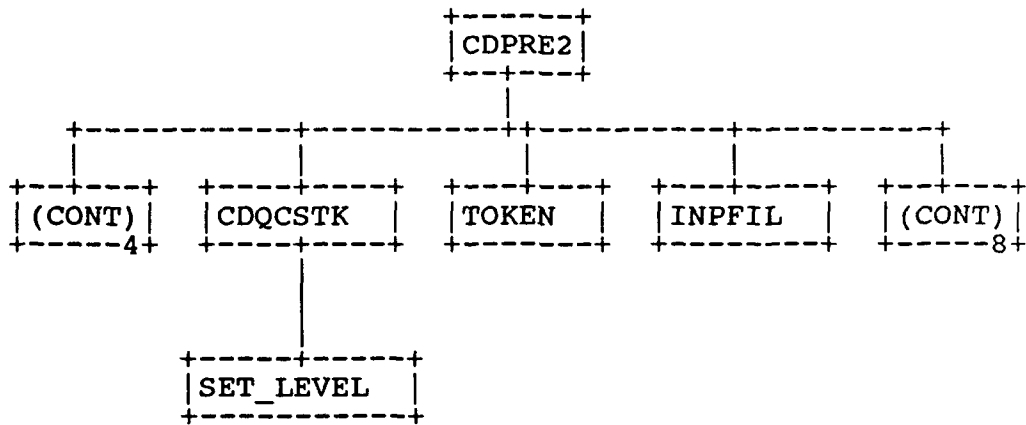 CDPRE2
(CONT) CDQCSTK TOKEN INPFIL (CONT)
4 8
SET_LEVEL